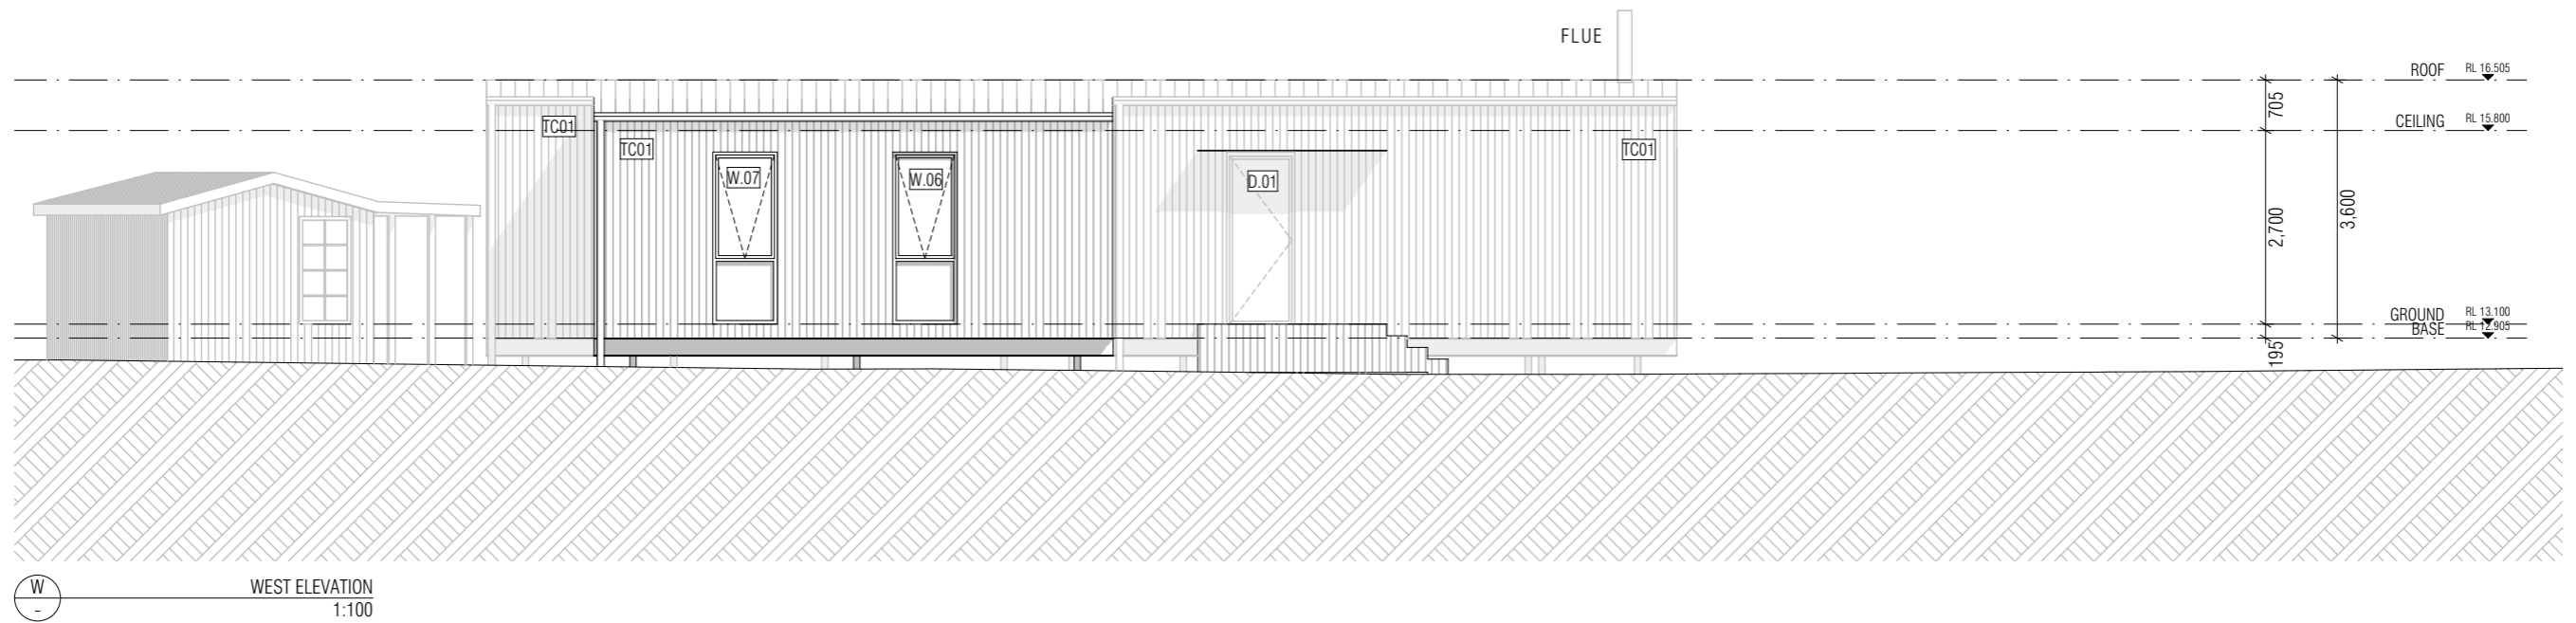 FLUE
ROOF RL 16.505
705
CEILING RL 15.800
TC01
TC01
TC01
W.07
W.06
D.01
2,700
3,600
GROUND RL 13.100
BASE RL 12.905
195
W
-
WEST ELEVATION
1:100